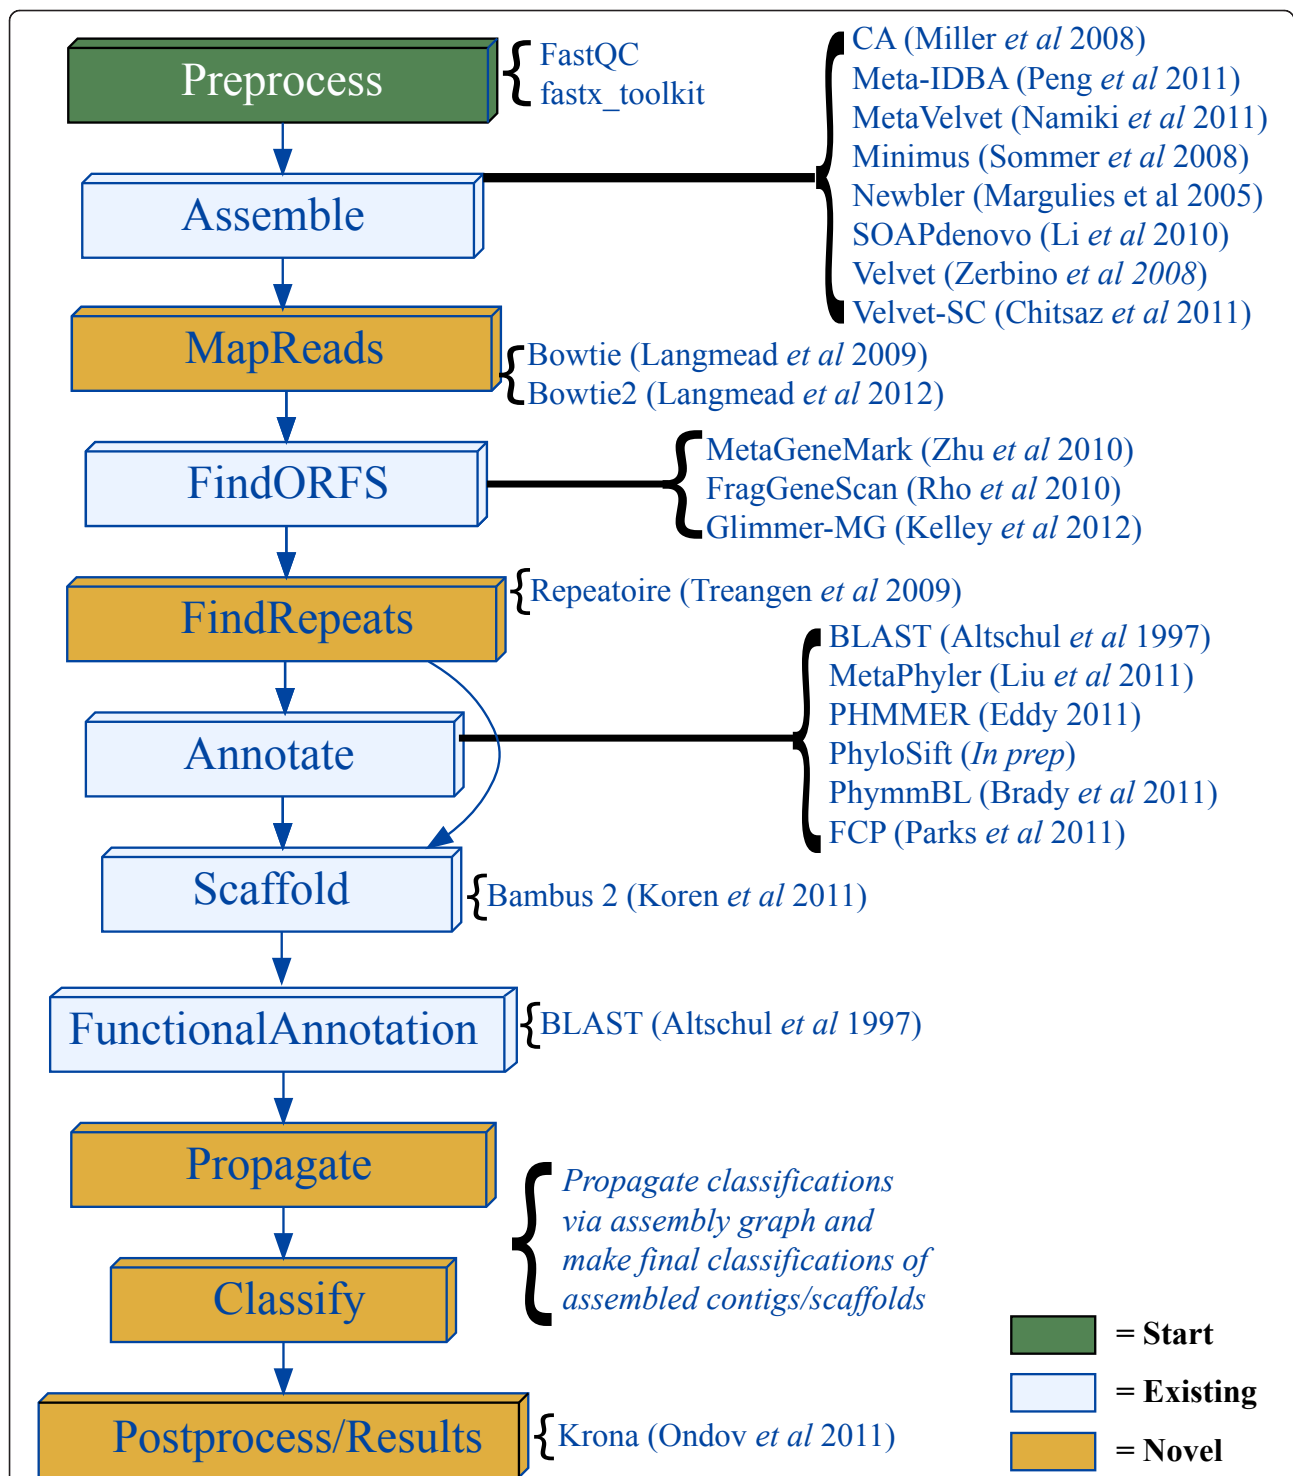 Preprocess
FastQC
fastx_toolkit
CA (Miller et al 2008)
Meta-IDBA (Peng et al 2011)
MetaVelvet (Namiki et al 2011)
Minimus (Sommer et al 2008)
Newbler (Margulies et al 2005)
SOAPdenovo (Li et al 2010)
Velvet (Zerbino et al 2008)
Velvet-SC (Chitsaz et al 2011)
Assemble
MapReads
Bowtie (Langmead et al 2009)
Bowtie2 (Langmead et al 2012)
FindORFS
MetaGeneMark (Zhu et al 2010)
FragGeneScan (Rho et al 2010)
Glimmer-MG (Kelley et al 2012)
FindRepeats
Repeatoire (Treangen et al 2009)
Annotate
BLAST (Altschul et al 1997)
MetaPhyler (Liu et al 2011)
PHMMER (Eddy 2011)
PhyloSift (In prep)
PhymmBL (Brady et al 2011)
FCP (Parks et al 2011)
Scaffold
Bambus 2 (Koren et al 2011)
FunctionalAnnotation
BLAST (Altschul et al 1997)
Propagate
Propagate classifications
via assembly graph and
make final classifications of
assembled contigs/scaffolds
Classify
Postprocess/Results
Krona (Ondov et al 2011)
= Start
= Existing
= Novel